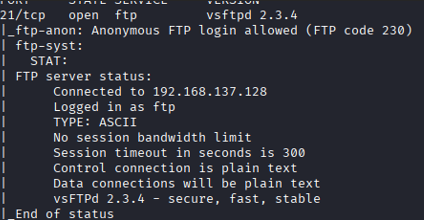 PORT STATE SERVICE VERSION
21/tcp open ftp vsftpd 2.3.4
|_ftp-anon: Anonymous FTP login allowed (FTP code 230)
| ftp-syst:
| STAT:
| FTP server status:
| Connected to 192.168.137.128
| Logged in as ftp
| TYPE: ASCII
| No session bandwidth limit
| Session timeout in seconds is 300
| Control connection is plain text
| Data connections will be plain text
| vsFTPd 2.3.4 - secure, fast, stable
|_End of status